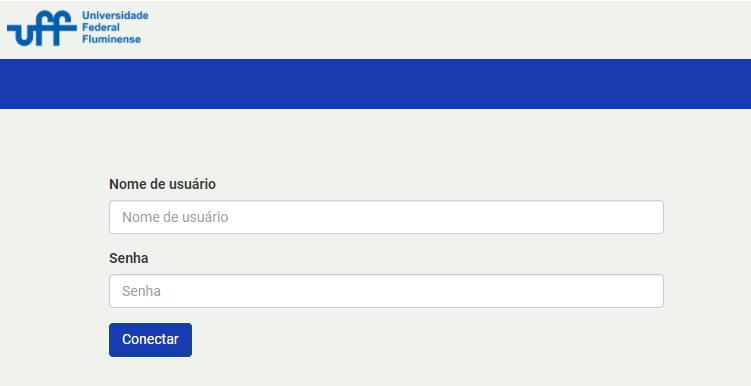 uff
Universidade
Federal
Fluminense
Nome de usuário
Nome de usuário
Senha
Senha
Conectar